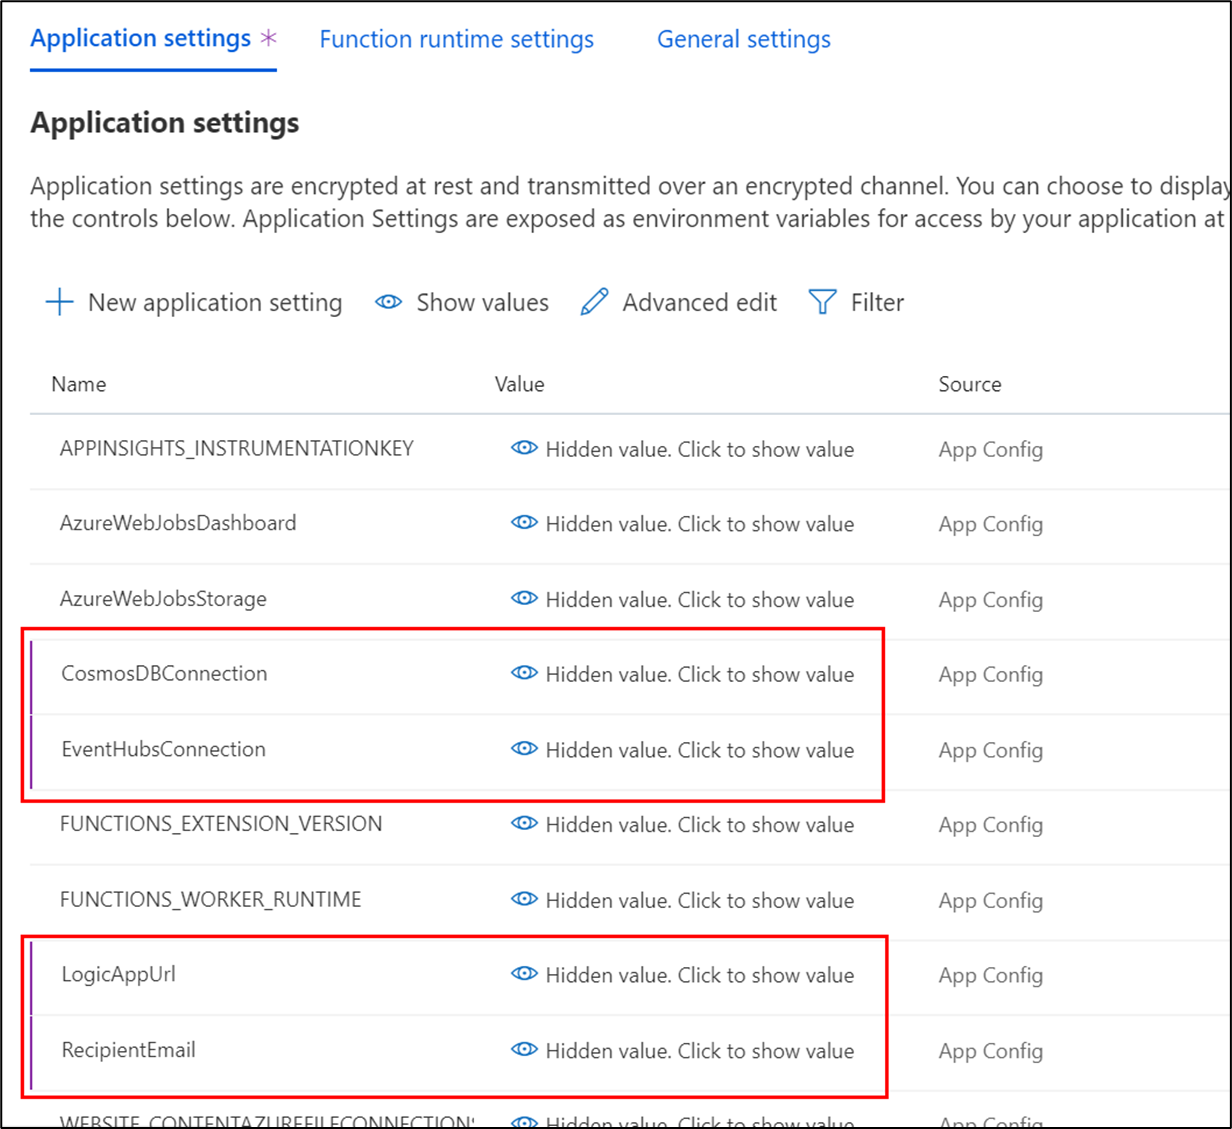 Application settings * Function runtime settings General settings
Application settings
Application settings are encrypted at rest and transmitted over an encrypted channel. You can choose to display
the controls below. Application Settings are exposed as environment variables for access by your application at
New application setting Show values Advanced edit Filter
Name Value Source
APPINSIGHTS_INSTRUMENTATIONKEY Hidden value. Click to show value App Config
AzureWebJobsDashboard Hidden value. Click to show value App Config
AzureWebJobsStorage Hidden value. Click to show value App Config
CosmosDBConnection Hidden value. Click to show value App Config
EventHubsConnection Hidden value. Click to show value App Config
FUNCTIONS_EXTENSION_VERSION Hidden value. Click to show value App Config
FUNCTIONS_WORKER_RUNTIME Hidden value. Click to show value App Config
LogicAppUrl Hidden value. Click to show value App Config
RecipientEmail Hidden value. Click to show value App Config
Hidden value. Click to show value App Config